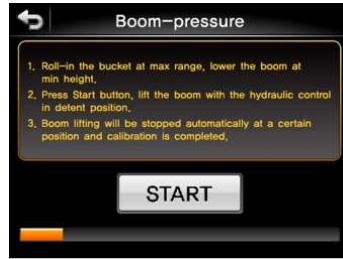 Boom-pressure
1. Roll-in the bucket at max range, lower the boom at
min height.
2. Press Start button, lift the boom with the hydraulic control
in detent position.
3. Boom lifting will be stopped automatically at a certain
position and calibration is completed.
START